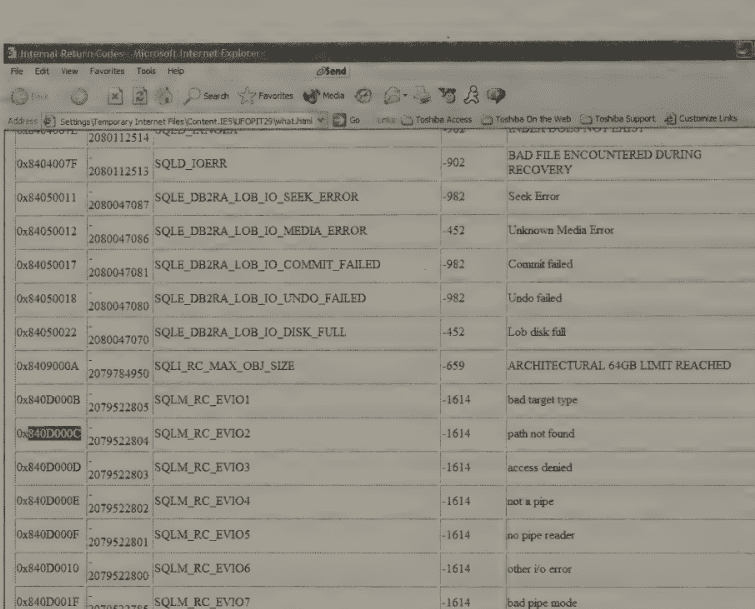 Internal Return Codes - Microsoft Internet Explorer
File Edit View Favorites Tools Help
Send
Back Search Favorites Media
Address Settings\Temporary Internet Files\Content.IE5\UFOPIT29\what.html Go Links Toshiba Access Toshiba On the Web Toshiba Support Customize Links
-
2080112514 -902 INDEX DOES NOT EXIST
0x8404007F - SQLD_IOERR -902 BAD FILE ENCOUNTERED DURING
2080112513 RECOVERY
0x84050011 - SQLE_DB2RA_LOB_IO_SEEK_ERROR -982 Seek Error
2080047087
0x84050012 - SQLE_DB2RA_LOB_IO_MEDIA_ERROR -452 Unknown Media Error
2080047086
0x84050017 - SQLE_DB2RA_LOB_IO_COMMIT_FAILED -982 Commit failed
2080047081
0x84050018 - SQLE_DB2RA_LOB_IO_UNDO_FAILED -982 Undo failed
2080047080
0x84050022 - SQLE_DB2RA_LOB_IO_DISK_FULL -452 Lob disk full
2080047070
0x8409000A - SQLI_RC_MAX_OBJ_SIZE -659 ARCHITECTURAL 64GB LIMIT REACHED
2079784950
0x840D000B - SQLM_RC_EVIO1 -1614 bad target type
2079522805
0x840D000C - SQLM_RC_EVIO2 -1614 path not found
2079522804
0x840D000D - SQLM_RC_EVIO3 -1614 access denied
2079522803
0x840D000E - SQLM_RC_EVIO4 -1614 not a pipe
2079522802
0x840D000F - SQLM_RC_EVIO5 -1614 no pipe reader
2079522801
0x840D0010 - SQLM_RC_EVIO6 -1614 other i/o error
2079522800
0x840D001F - SQLM_RC_EVIO7 -1614 bad pipe mode
2079522785